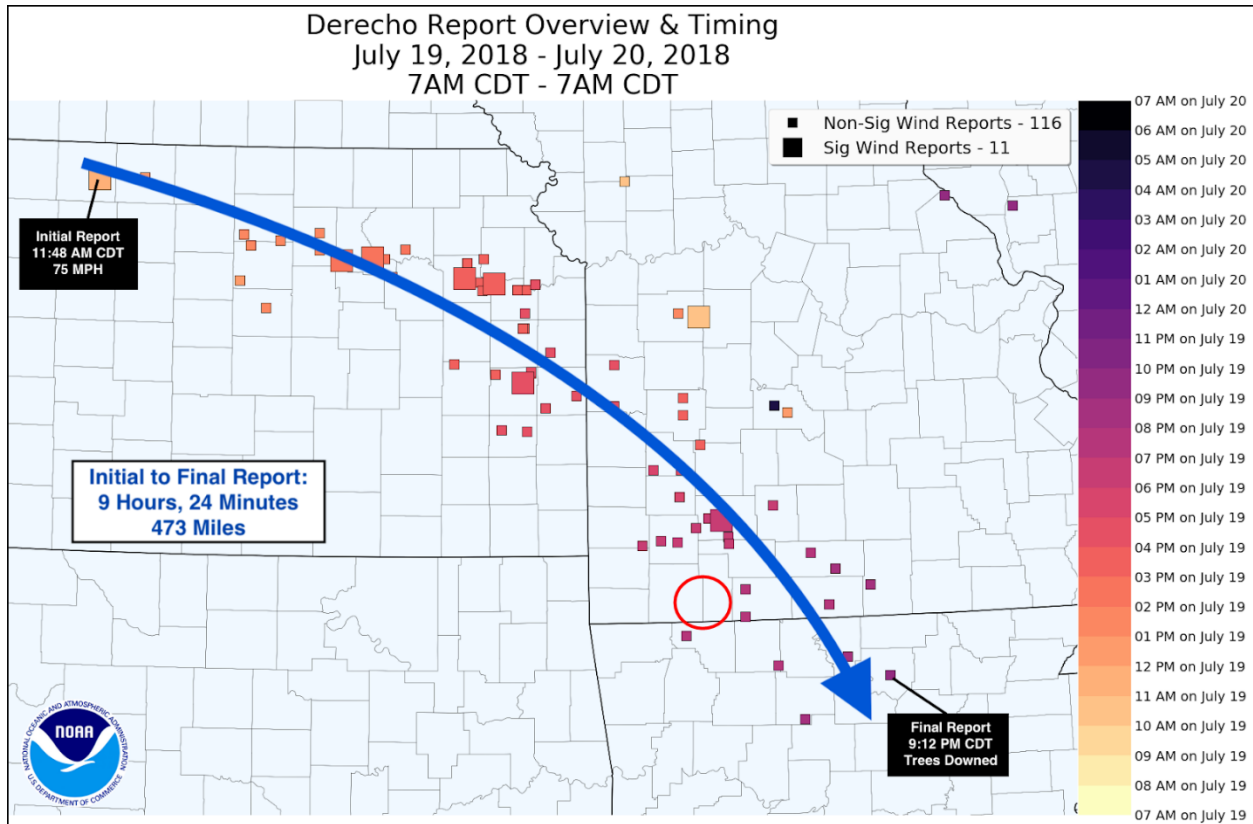 Derecho Report Overview & Timing
July 19, 2018 - July 20, 2018
7AM CDT - 7AM CDT
Non-Sig Wind Reports - 116
Sig Wind Reports - 11
Initial Report
11:48 AM CDT
75 MPH
Initial to Final Report:
9 Hours, 24 Minutes
473 Miles
Final Report
9:12 PM CDT
Trees Downed
NATIONAL OCEANIC AND ATMOSPHERIC ADMINISTRATION
NOAA
U.S. DEPARTMENT OF COMMERCE
07 AM on July 20
06 AM on July 20
05 AM on July 20
04 AM on July 20
03 AM on July 20
02 AM on July 20
01 AM on July 20
12 AM on July 20
11 PM on July 19
10 PM on July 19
09 PM on July 19
08 PM on July 19
07 PM on July 19
06 PM on July 19
05 PM on July 19
04 PM on July 19
03 PM on July 19
02 PM on July 19
01 PM on July 19
12 PM on July 19
11 AM on July 19
10 AM on July 19
09 AM on July 19
08 AM on July 19
07 AM on July 19